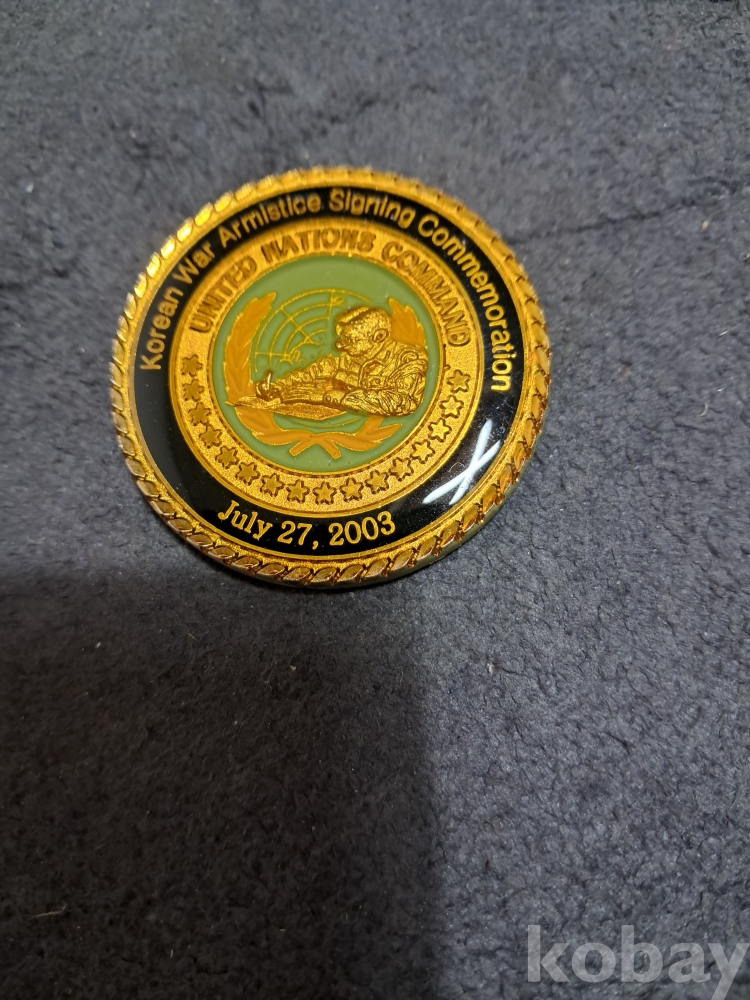 Korean War Armistice Signing Commemoration
UNITED NATIONS COMMAND
July 27, 2003
kobay